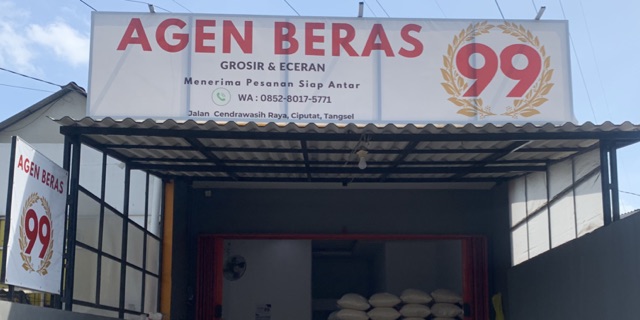 AGEN BERAS
99
GROSIR & ECERAN
Menerima Pesanan Siap Antar
WA : 0852-8017-5771
Jalan Cendrawasih Raya, Ciputat, Tangsel
AGEN BERAS
99